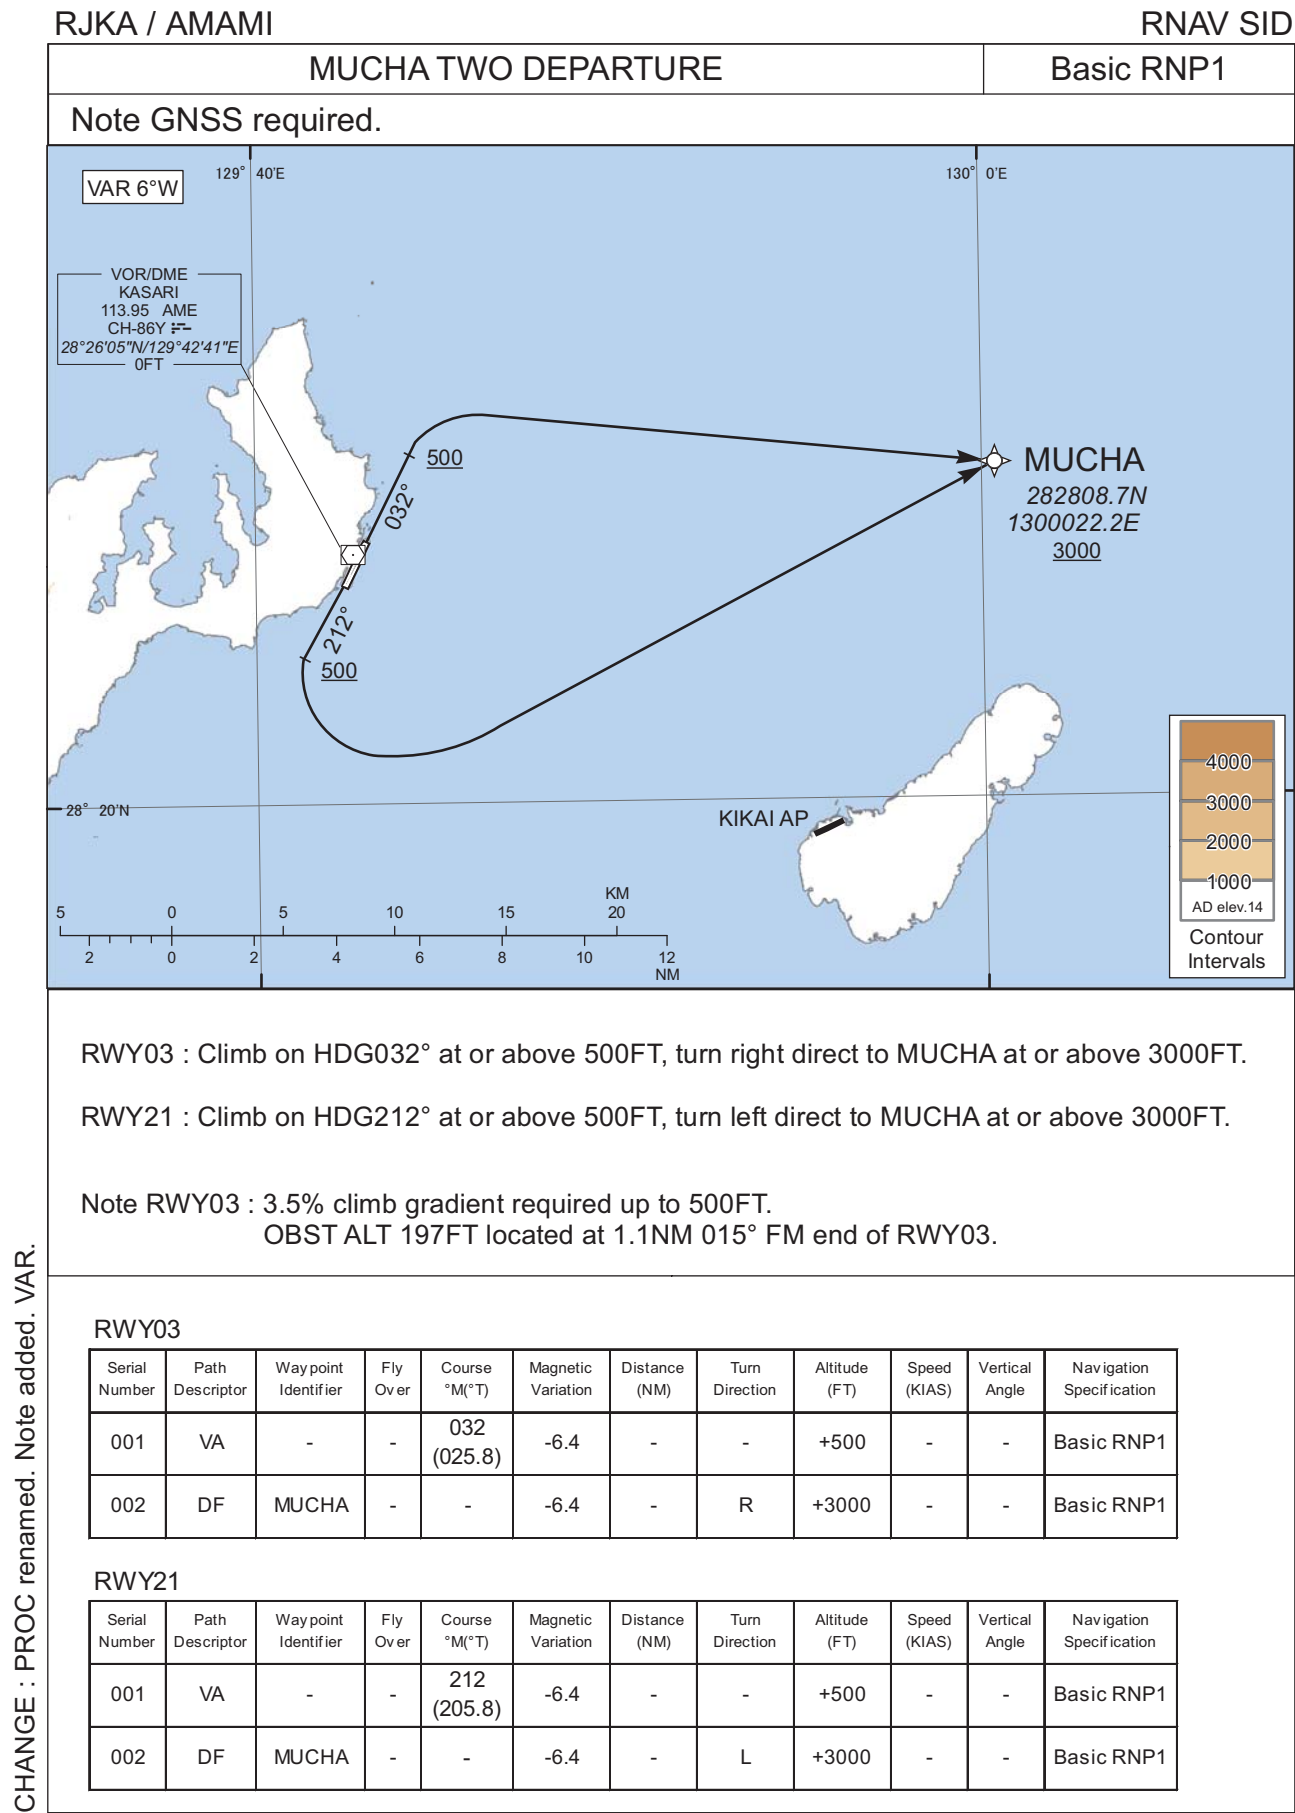 RJKA / AMAMI
RNAV SID
MUCHA TWO DEPARTURE
Basic RNP1
Note GNSS required.
129° 40'E
130° 0'E
VAR 6°W
VOR/DME
KASARI
113.95 AME
CH-86Y
28°26'05"N/129°42'41"E
0FT
500
032°
MUCHA
282808.7N
1300022.2E
3000
212°
500
28° 20'N
KIKAI AP
4000
3000
2000
1000
AD elev.14
Contour
Intervals
KM
5 0 5 10 15 20
2 0 2 4 6 8 10 12
NM
RWY03 : Climb on HDG032° at or above 500FT, turn right direct to MUCHA at or above 3000FT.
RWY21 : Climb on HDG212° at or above 500FT, turn left direct to MUCHA at or above 3000FT.
Note RWY03 : 3.5% climb gradient required up to 500FT.
OBST ALT 197FT located at 1.1NM 015° FM end of RWY03.
CHANGE : PROC renamed. Note added. VAR.
RWY03
Serial Path Waypoint Fly Course Magnetic Distance Turn Altitude Speed Vertical Navigation
Number Descriptor Identifier Over °M(°T) Variation (NM) Direction (FT) (KIAS) Angle Specification
001 VA - - 032 -6.4 - - +500 - - Basic RNP1
(025.8)
002 DF MUCHA - - -6.4 - R +3000 - - Basic RNP1
RWY21
Serial Path Waypoint Fly Course Magnetic Distance Turn Altitude Speed Vertical Navigation
Number Descriptor Identifier Over °M(°T) Variation (NM) Direction (FT) (KIAS) Angle Specification
001 VA - - 212 -6.4 - - +500 - - Basic RNP1
(205.8)
002 DF MUCHA - - -6.4 - L +3000 - - Basic RNP1